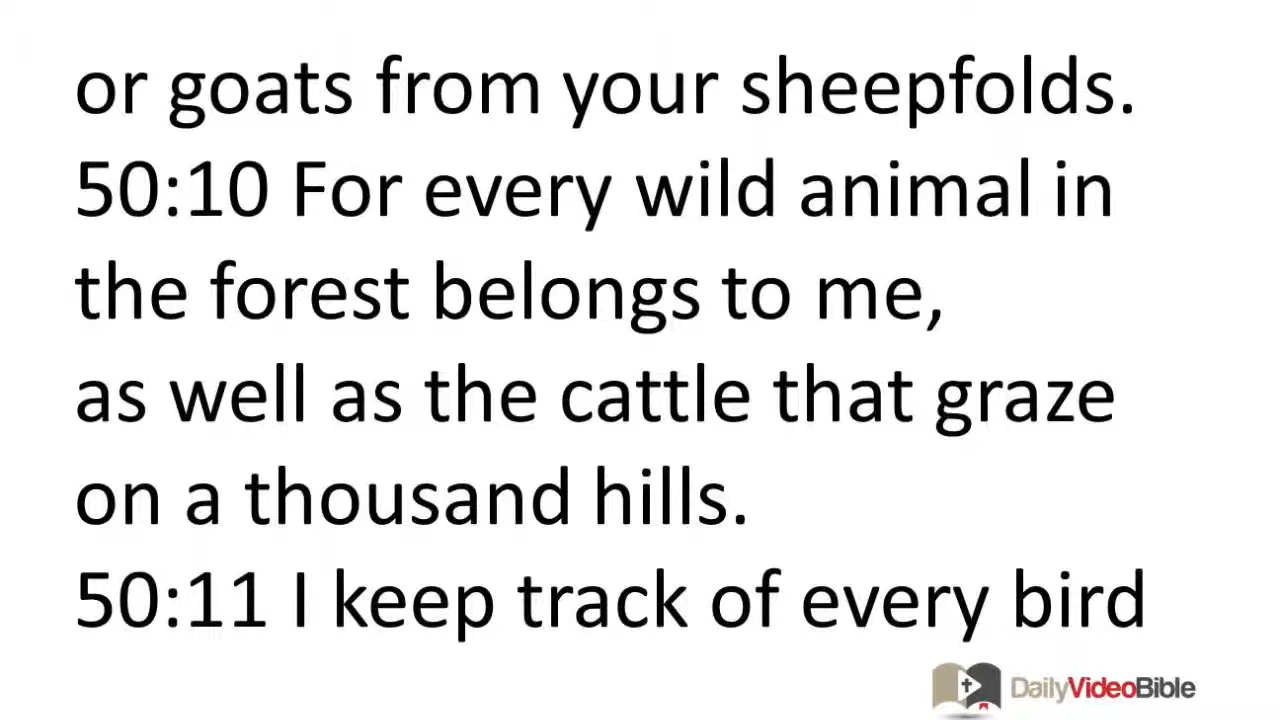 or goats from your sheepfolds.
50:10 For every wild animal in
the forest belongs to me,
as well as the cattle that graze
on a thousand hills.
50:11 I keep track of every bird
DailyVideoBible